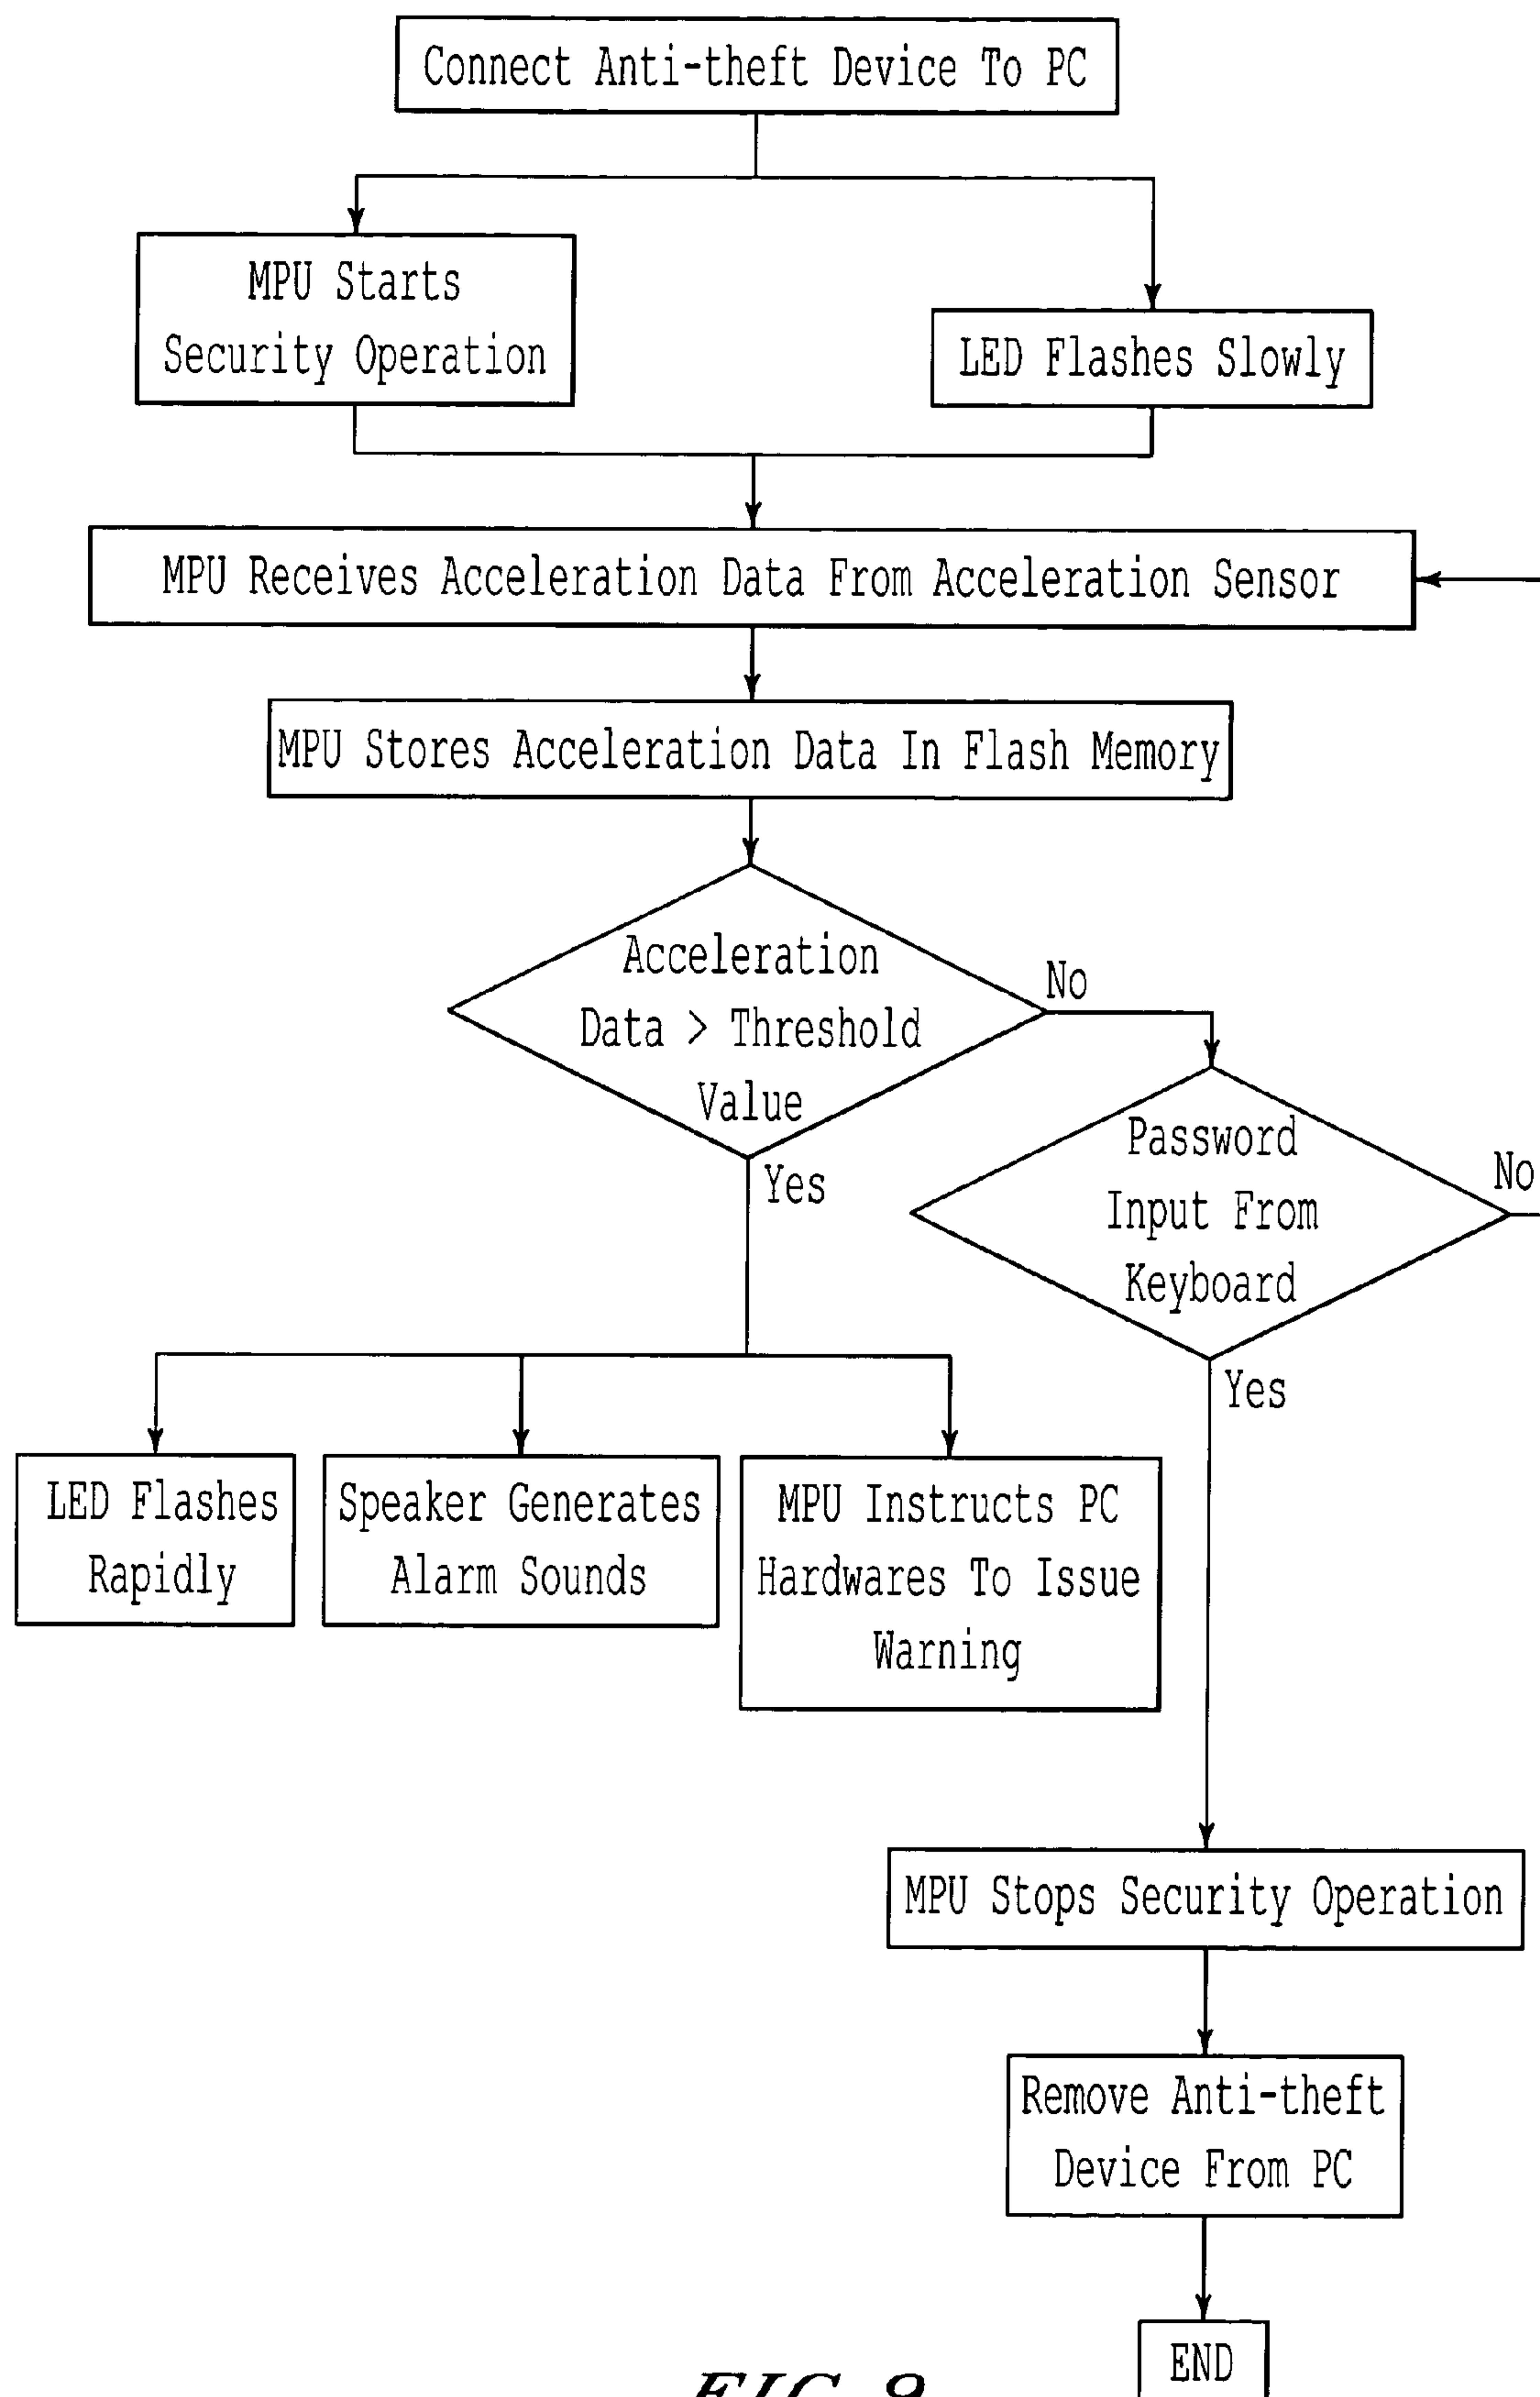 Connect Anti-theft Device To PC
MPU Starts
Security Operation
LED Flashes Slowly
MPU Receives Acceleration Data From Acceleration Sensor
MPU Stores Acceleration Data In Flash Memory
Acceleration
Data > Threshold
Value
No
Yes
Password
Input From
Keyboard
No
Yes
LED Flashes
Rapidly
Speaker Generates
Alarm Sounds
MPU Instructs PC
Hardwares To Issue
Warning
MPU Stops Security Operation
Remove Anti-theft
Device From PC
END